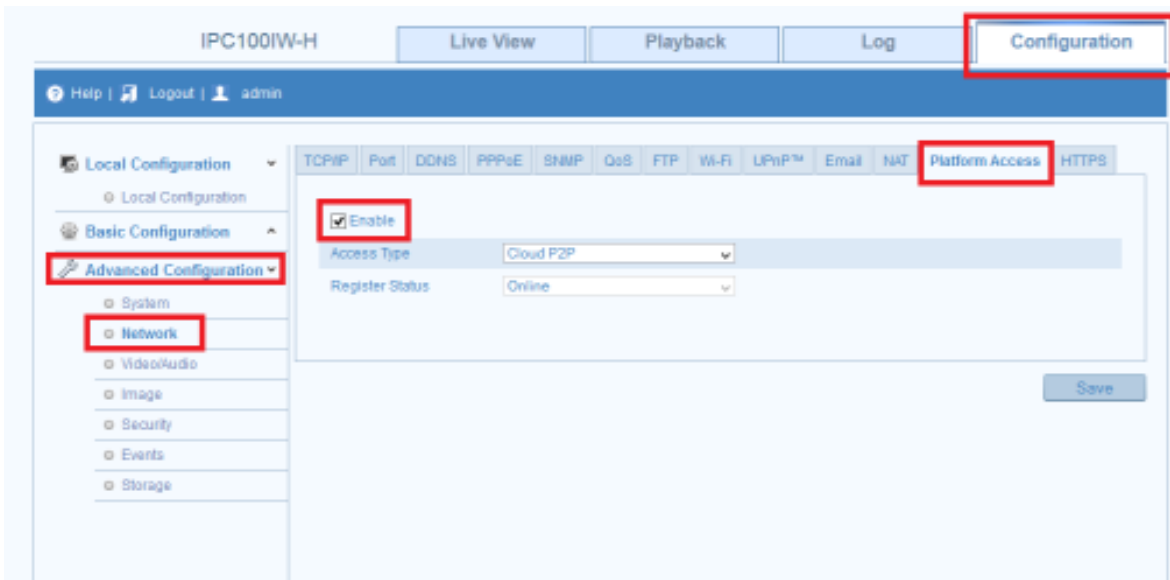 IPC100IW-H Live View Playback Log Configuration
Help | Logout | admin
Local Configuration
Local Configuration
Basic Configuration
Advanced Configuration
System
Network
Video/Audio
Image
Security
Events
Storage
TCP/IP Port DDNS PPPoE SNMP QoS FTP Wi-Fi UPnP™ Email NAT Platform Access HTTPS
Enable
Access Type Cloud P2P
Register Status Online
Save